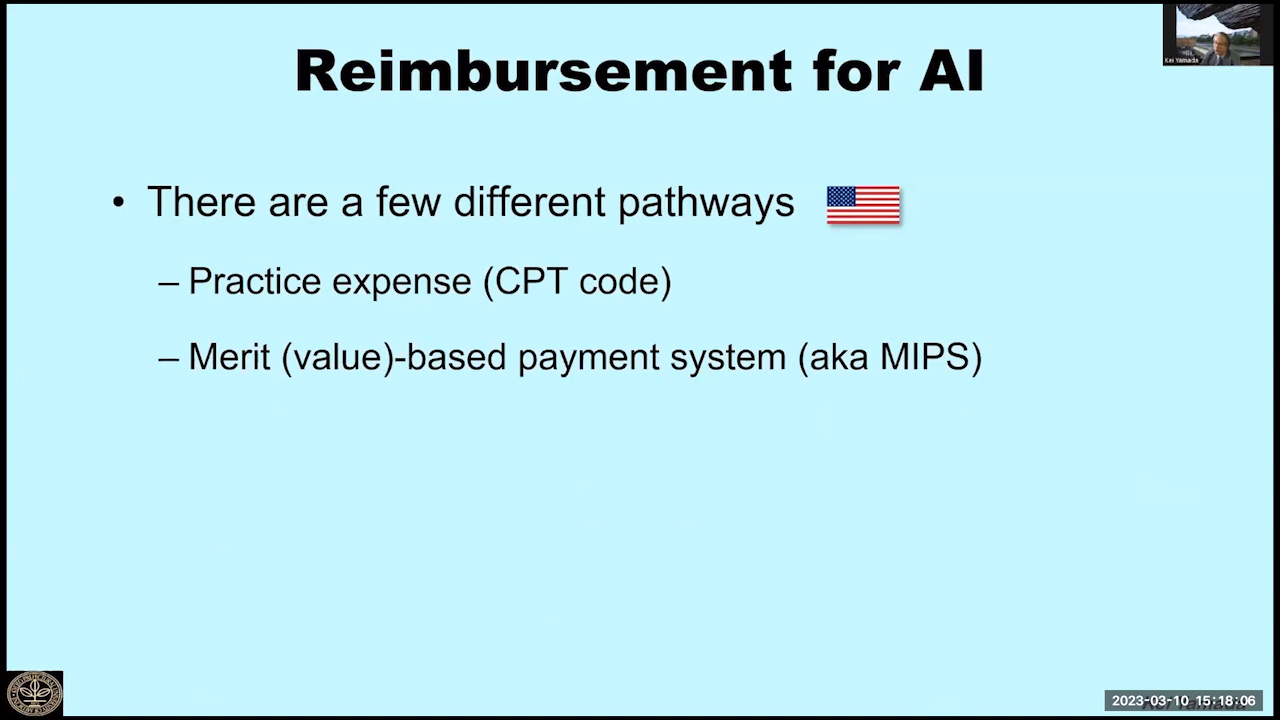 Reimbursement for AI
Kei Yamada
• There are a few different pathways
– Practice expense (CPT code)
– Merit (value)-based payment system (aka MIPS)
2023-03-10 15:18:06